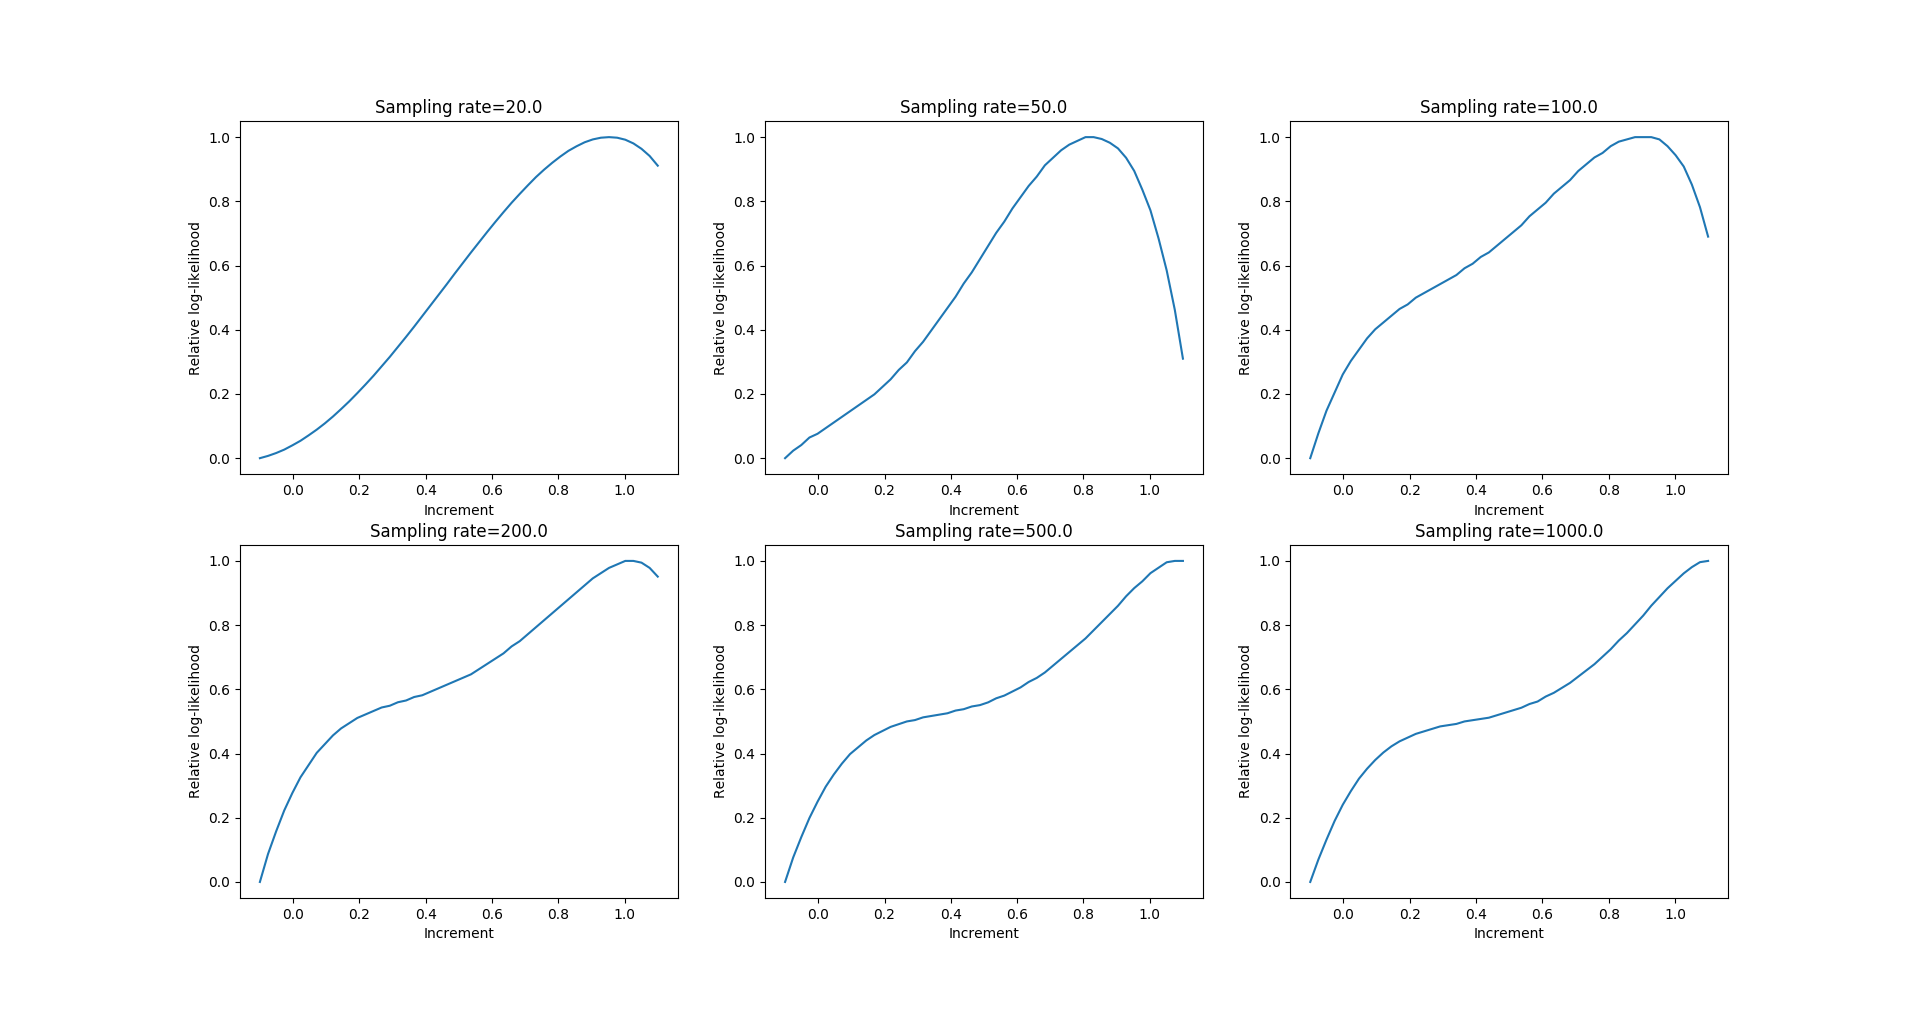 Sampling rate=20.0
Relative log-likelihood
1.0
0.8
0.6
0.4
0.2
0.0
0.0 0.2 0.4 0.6 0.8 1.0
Increment
Sampling rate=50.0
Relative log-likelihood
1.0
0.8
0.6
0.4
0.2
0.0
0.0 0.2 0.4 0.6 0.8 1.0
Increment
Sampling rate=100.0
Relative log-likelihood
1.0
0.8
0.6
0.4
0.2
0.0
0.0 0.2 0.4 0.6 0.8 1.0
Increment
Sampling rate=200.0
Relative log-likelihood
1.0
0.8
0.6
0.4
0.2
0.0
0.0 0.2 0.4 0.6 0.8 1.0
Increment
Sampling rate=500.0
Relative log-likelihood
1.0
0.8
0.6
0.4
0.2
0.0
0.0 0.2 0.4 0.6 0.8 1.0
Increment
Sampling rate=1000.0
Relative log-likelihood
1.0
0.8
0.6
0.4
0.2
0.0
0.0 0.2 0.4 0.6 0.8 1.0
Increment